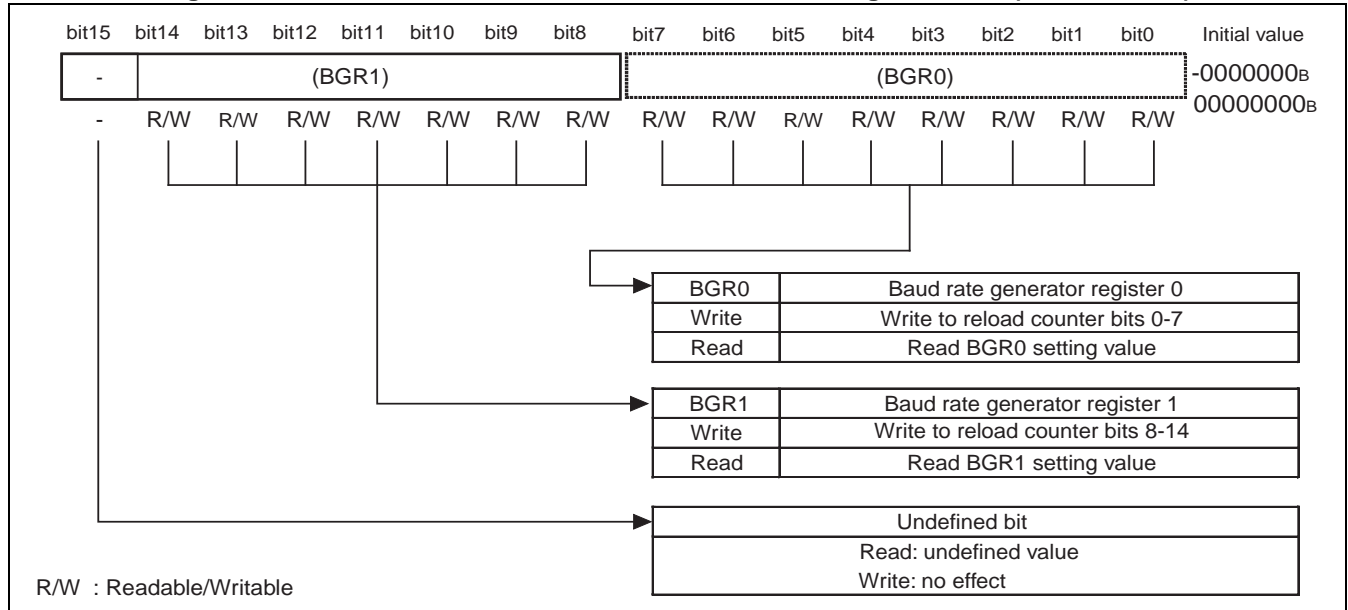 bit15 bit14 bit13 bit12 bit11 bit10 bit9 bit8 bit7 bit6 bit5 bit4 bit3 bit2 bit1 bit0 Initial value
- (BGR1) (BGR0) -0000000B
00000000B
- R/W R/W R/W R/W R/W R/W R/W R/W R/W R/W R/W R/W R/W R/W R/W
BGR0 Baud rate generator register 0
Write Write to reload counter bits 0-7
Read Read BGR0 setting value
BGR1 Baud rate generator register 1
Write Write to reload counter bits 8-14
Read Read BGR1 setting value
Undefined bit
Read: undefined value
Write: no effect
R/W : Readable/Writable